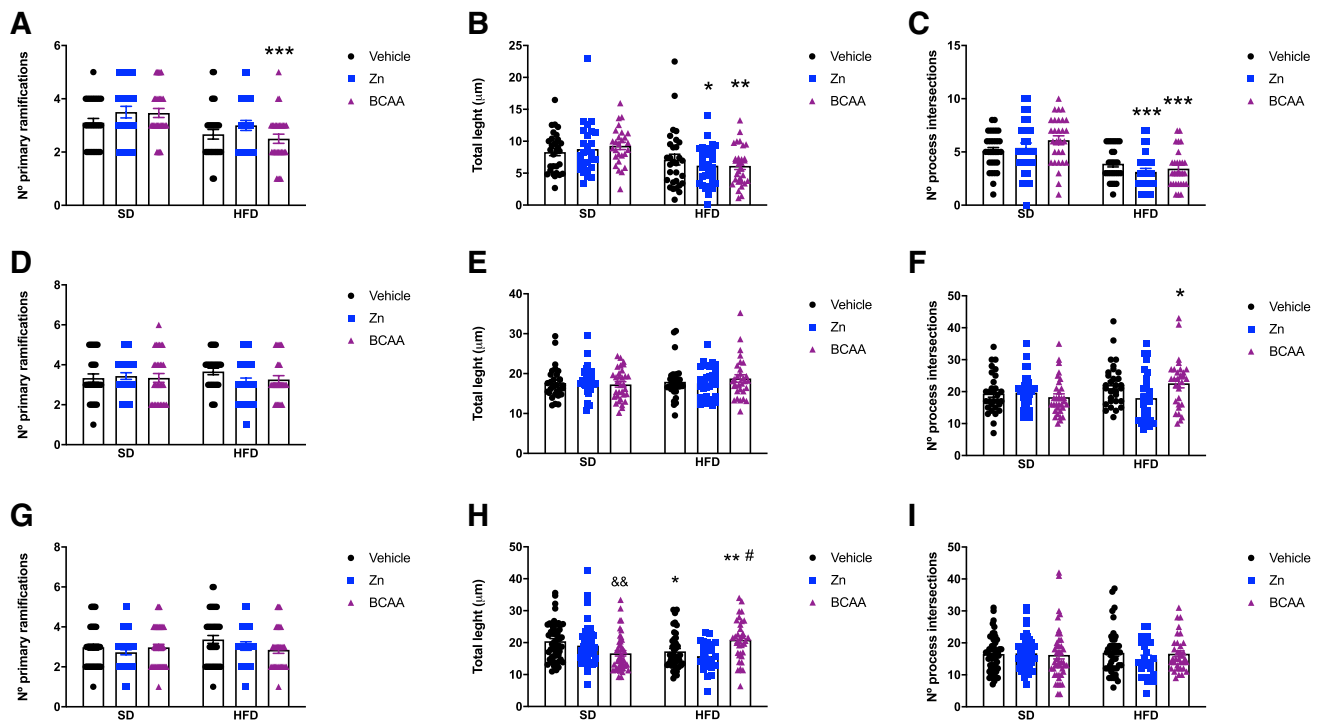 A
Nº primary ramifications
6
4
2
0
SD
HFD
***
Vehicle
Zn
BCAA
B
Total leght (µm)
25
20
15
10
5
0
SD
HFD
*
**
Vehicle
Zn
BCAA
C
Nº process intersections
15
10
5
0
SD
HFD
***
***
Vehicle
Zn
BCAA
D
Nº primary ramifications
8
6
4
2
0
SD
HFD
Vehicle
Zn
BCAA
E
Total leght (µm)
40
30
20
10
0
SD
HFD
Vehicle
Zn
BCAA
F
Nº process intersections
50
40
30
20
10
0
SD
HFD
*
Vehicle
Zn
BCAA
G
Nº primary ramifications
8
6
4
2
0
SD
HFD
Vehicle
Zn
BCAA
H
Total leght (µm)
50
40
30
20
10
0
SD
HFD
&&
*
** #
Vehicle
Zn
BCAA
I
Nº process intersections
50
40
30
20
10
0
SD
HFD
Vehicle
Zn
BCAA